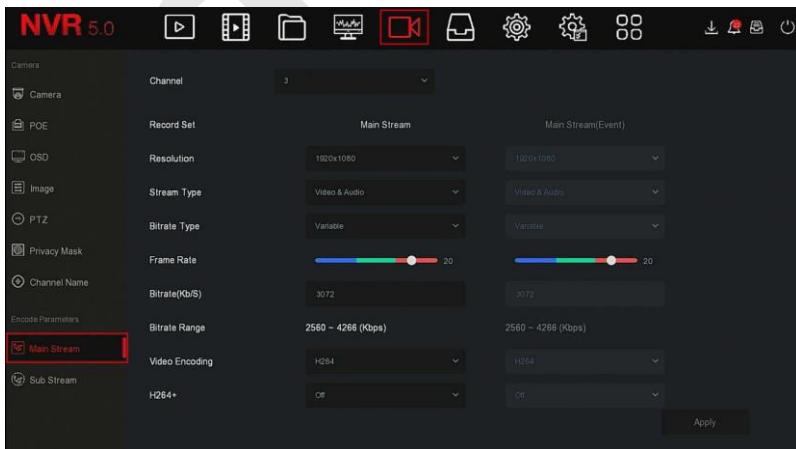 NVR 5.0
Camera
Camera
POE
OSD
Image
PTZ
Privacy Mask
Channel Name
Encode Parameters
Main Stream
Sub Stream
Channel 3
Record Set Main Stream Main Stream(Event)
Resolution 1920x1080 1920x1080
Stream Type Video & Audio Video & Audio
Bitrate Type Variable Variable
Frame Rate 20 20
Bitrate(Kb/S) 3072 3072
Bitrate Range 2560 ~ 4266 (Kbps) 2560 ~ 4266 (Kbps)
Video Encoding H264 H264
H264+ Off Off
Apply